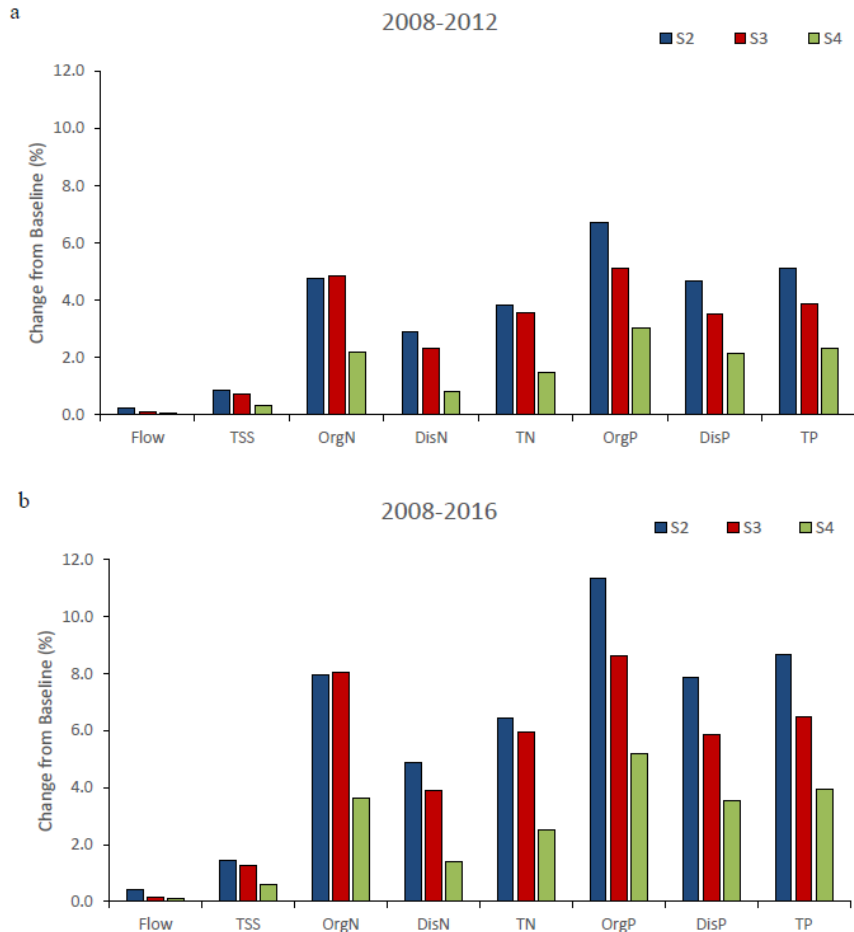 a
2008-2012
S2 S3 S4
Change from Baseline (%)
12.0
10.0
8.0
6.0
4.0
2.0
0.0
Flow TSS OrgN DisN TN OrgP DisP TP
b
2008-2016
S2 S3 S4
Change from Baseline (%)
12.0
10.0
8.0
6.0
4.0
2.0
0.0
Flow TSS OrgN DisN TN OrgP DisP TP